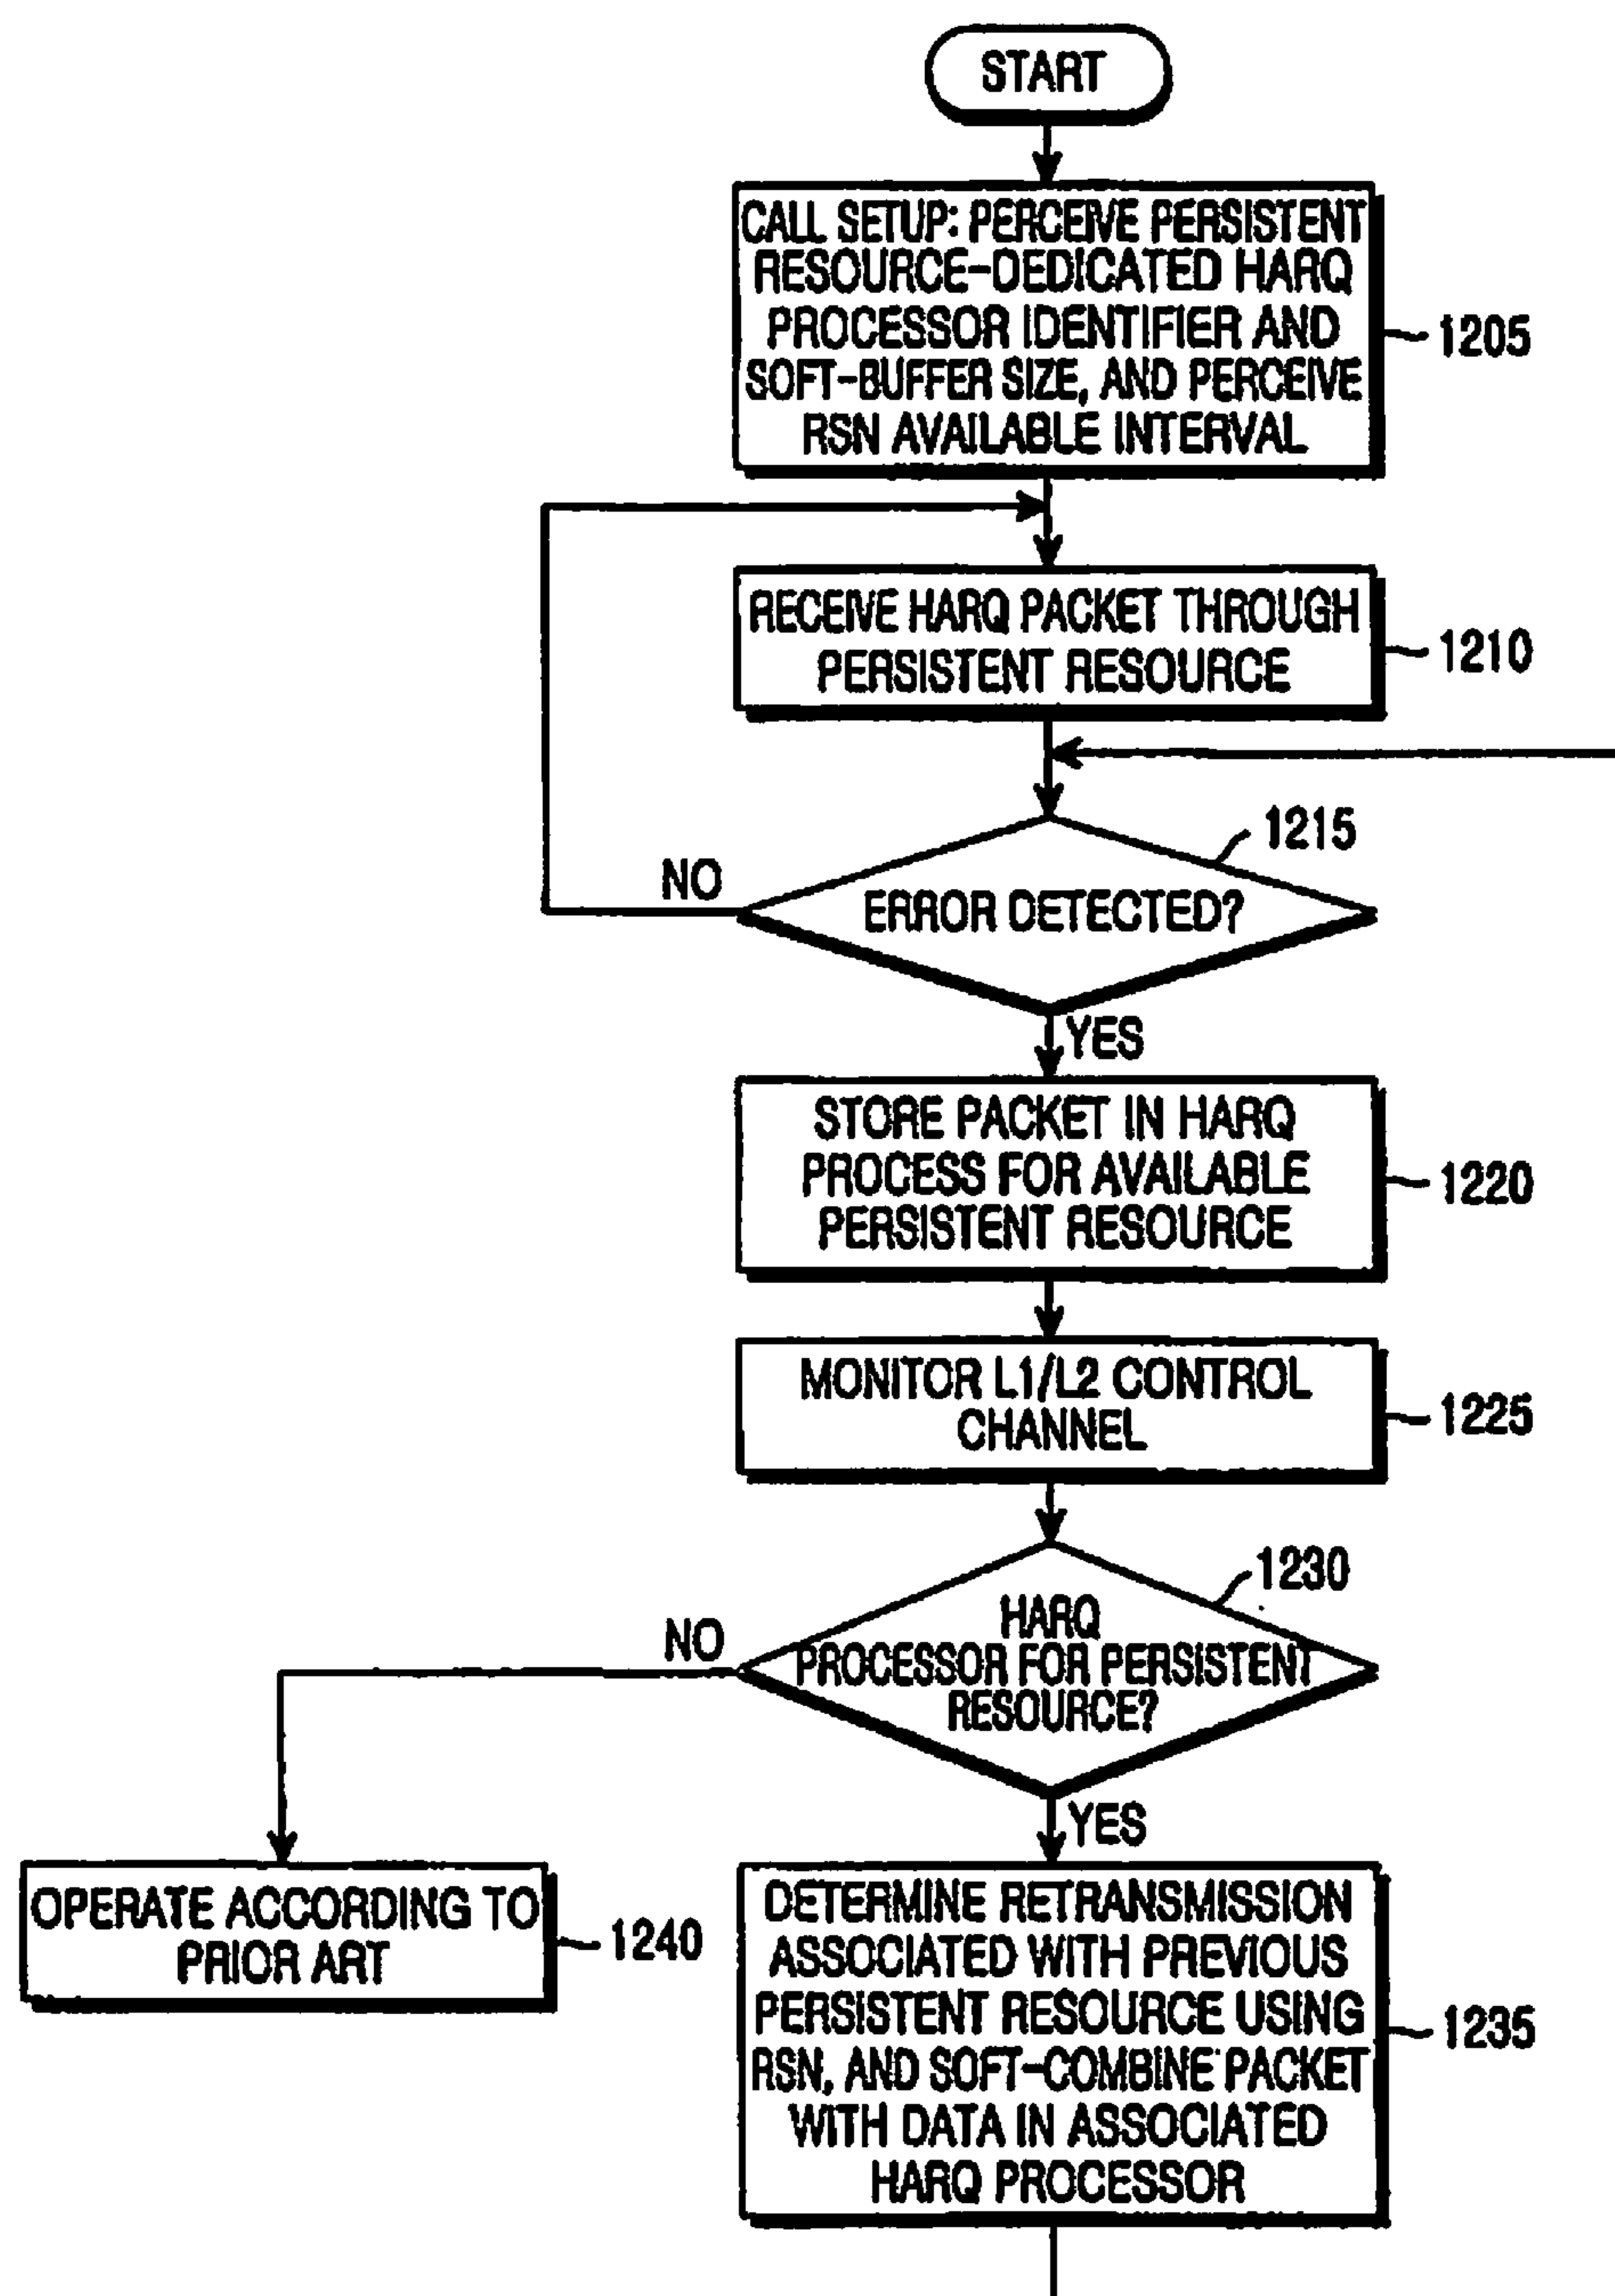 START
CALL SETUP: PERCEIVE PERSISTENT
RESOURCE-DEDICATED HARQ
PROCESSOR IDENTIFIER AND
SOFT-BUFFER SIZE, AND PERCEIVE
RSN AVAILABLE INTERVAL
1205
RECEIVE HARQ PACKET THROUGH
PERSISTENT RESOURCE
1210
1215
NO
ERROR DETECTED?
YES
STORE PACKET IN HARQ
PROCESS FOR AVAILABLE
PERSISTENT RESOURCE
1220
MONITOR L1/L2 CONTROL
CHANNEL
1225
1230
NO
HARQ
PROCESSOR FOR PERSISTENT
RESOURCE?
YES
OPERATE ACCORDING TO
PRIOR ART
1240
DETERMINE RETRANSMISSION
ASSOCIATED WITH PREVIOUS
PERSISTENT RESOURCE USING
RSN, AND SOFT-COMBINE PACKET
WITH DATA IN ASSOCIATED
HARQ PROCESSOR
1235